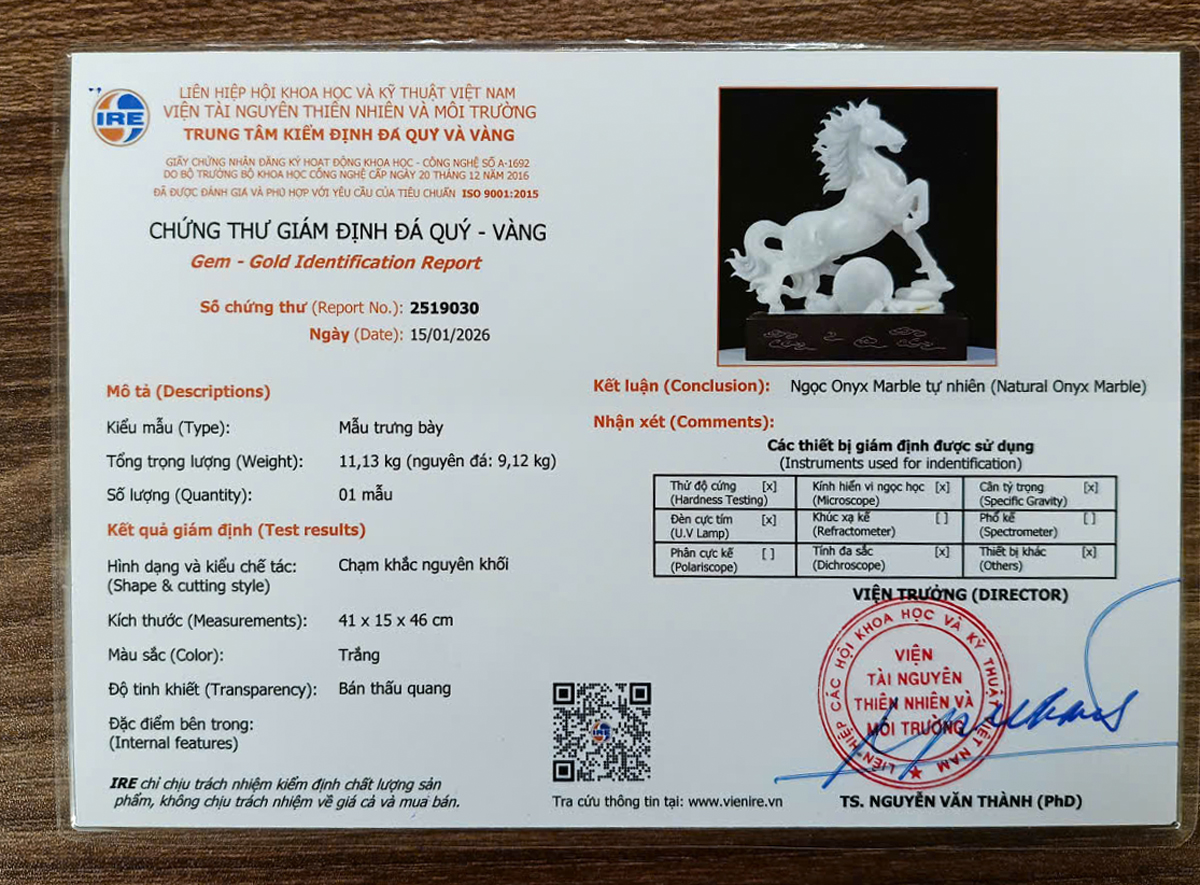 IRE
LIÊN HIỆP HỘI KHOA HỌC VÀ KỸ THUẬT VIỆT NAM
VIỆN TÀI NGUYÊN THIÊN NHIÊN VÀ MÔI TRƯỜNG
TRUNG TÂM KIỂM ĐỊNH ĐÁ QUÝ VÀ VÀNG
GIẤY CHỨNG NHẬN ĐĂNG KÝ HOẠT ĐỘNG KHOA HỌC - CÔNG NGHỆ SỐ A-1692
DO BỘ TRƯỞNG BỘ KHOA HỌC CÔNG NGHỆ CẤP NGÀY 20 THÁNG 12 NĂM 2016
ĐÃ ĐƯỢC ĐÁNH GIÁ VÀ PHÙ HỢP VỚI YÊU CẦU CỦA TIÊU CHUẨN ISO 9001:2015
CHỨNG THƯ GIÁM ĐỊNH ĐÁ QUÝ - VÀNG
Gem - Gold Identification Report
Số chứng thư (Report No.): 2519030
Ngày (Date): 15/01/2026
Mô tả (Descriptions)
Kiểu mẫu (Type): Mẫu trưng bày
Tổng trọng lượng (Weight): 11,13 kg (nguyên đá: 9,12 kg)
Số lượng (Quantity): 01 mẫu
Kết quả giám định (Test results)
Hình dạng và kiểu chế tác: Chạm khắc nguyên khối
(Shape & cutting style)
Kích thước (Measurements): 41 x 15 x 46 cm
Màu sắc (Color): Trắng
Độ tinh khiết (Transparency): Bán thấu quang
Đặc điểm bên trong:
(Internal features)
IRE chỉ chịu trách nhiệm kiểm định chất lượng sản
phẩm, không chịu trách nhiệm về giá cả và mua bán.
Kết luận (Conclusion): Ngọc Onyx Marble tự nhiên (Natural Onyx Marble)
Nhận xét (Comments):
Các thiết bị giám định được sử dụng
(Instruments used for indentification)
Thử độ cứng [x] Kính hiển vi ngọc học [x] Cân tỷ trọng [x]
(Hardness Testing) (Microscope) (Specific Gravity)
Đèn cực tím [x] Khúc xạ kế [ ] Phổ kế [ ]
(U.V Lamp) (Refractometer) (Spectrometer)
Phân cực kế [ ] Tính đa sắc [x] Thiết bị khác [x]
(Polariscope) (Dichroscope) (Others)
VIỆN TRƯỞNG (DIRECTOR)
LIÊN HIỆP CÁC HỘI KHOA HỌC VÀ KỸ THUẬT VIỆT NAM
VIỆN
TÀI NGUYÊN
THIÊN NHIÊN VÀ
MÔI TRƯỜNG
IRE
Tra cứu thông tin tại: www.vienire.vn
TS. NGUYỄN VĂN THÀNH (PhD)